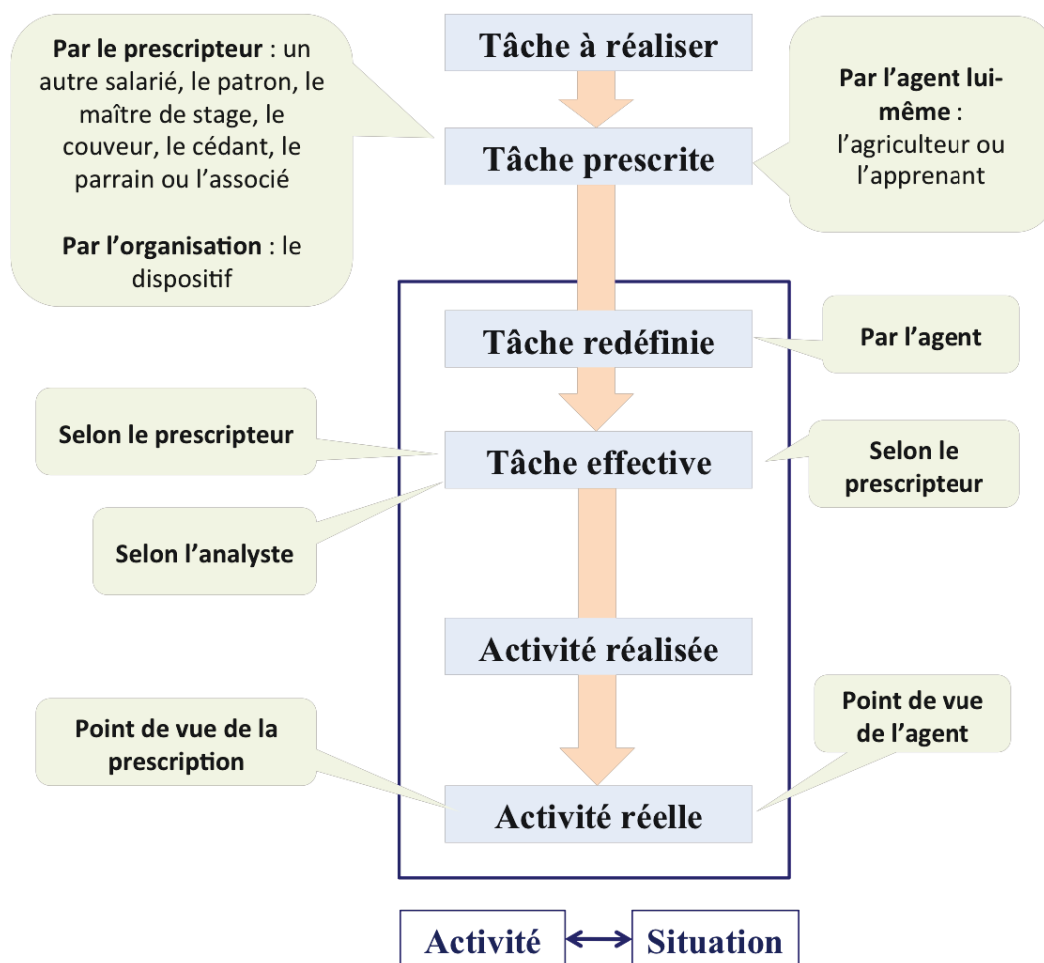 Tâche à réaliser
Par le prescripteur : un
autre salarié, le patron, le
maître de stage, le
couveur, le cédant, le
parrain ou l’associé
Par l’organisation : le
dispositif
Tâche prescrite
Par l’agent lui-
même :
l’agriculteur ou
l’apprenant
Tâche redéfinie
Par l’agent
Selon le prescripteur
Tâche effective
Selon le
prescripteur
Selon l’analyste
Activité réalisée
Point de vue de la
prescription
Point de vue
de l’agent
Activité réelle
Activité
Situation